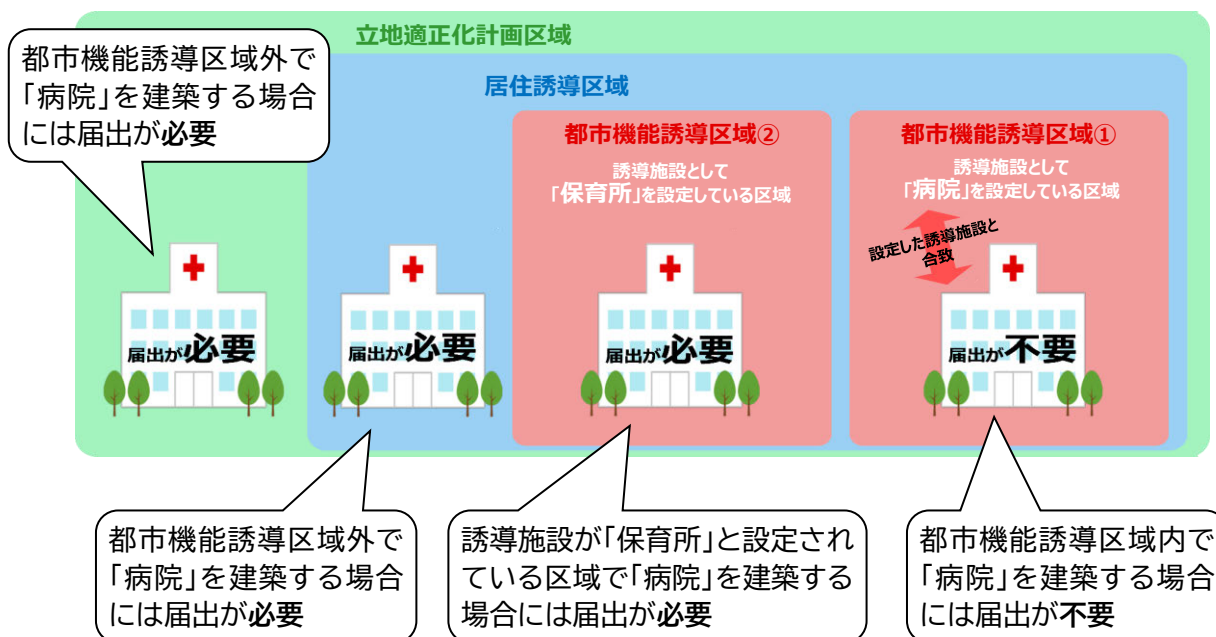 立地適正化計画区域
都市機能誘導区域外で
「病院」を建築する場合
には届出が必要
居住誘導区域
都市機能誘導区域②
誘導施設として
「保育所」を設定している区域
都市機能誘導区域①
誘導施設として
「病院」を設定している区域
設定した誘導施設と
合致
届出が必要
届出が必要
届出が必要
届出が不要
都市機能誘導区域外で
「病院」を建築する場合
には届出が必要
誘導施設が「保育所」と設定され
ている区域で「病院」を建築する
場合には届出が必要
都市機能誘導区域内で
「病院」を建築する場合
には届出が不要